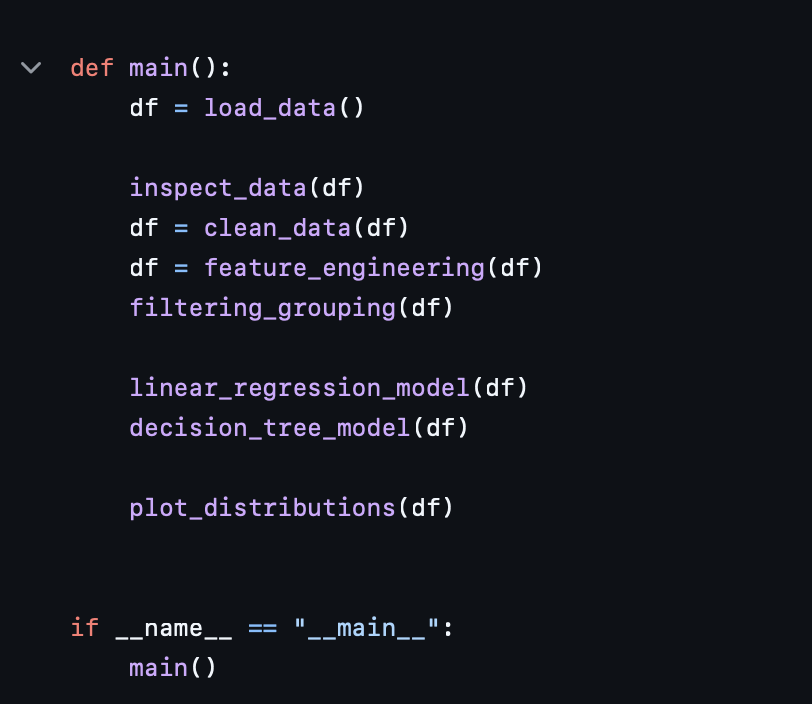 def main():
    df = load_data()

    inspect_data(df)
    df = clean_data(df)
    df = feature_engineering(df)
    filtering_grouping(df)

    linear_regression_model(df)
    decision_tree_model(df)

    plot_distributions(df)


if __name__ == "__main__":
    main()